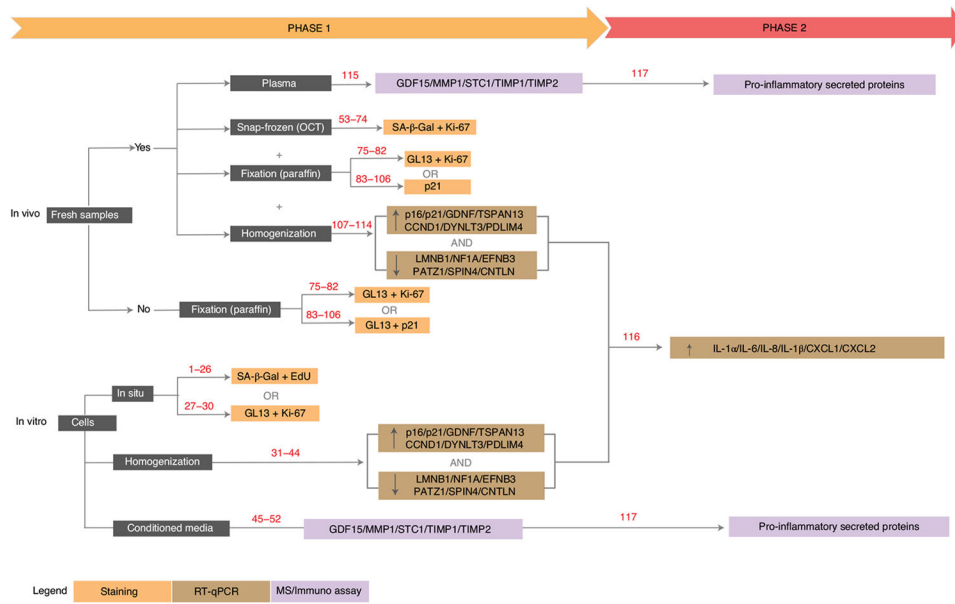 PHASE 1
PHASE 2
115
117
Plasma
GDF15/MMP1/STC1/TIMP1/TIMP2
Pro-inflammatory secreted proteins
53–74
Snap-frozen (OCT)
SA-β-Gal + Ki-67
Yes
+
75–82
GL13 + Ki-67
Fixation (paraffin)
OR
83–106
p21
In vivo
Fresh samples
+
107–114
Homogenization
p16/p21/GDNF/TSPAN13
CCND1/DYNLT3/PDLIM4
AND
LMNB1/NF1A/EFNB3
PATZ1/SPIN4/CNTLN
75–82
GL13 + Ki-67
No
Fixation (paraffin)
OR
83–106
GL13 + p21
116
IL-1α/IL-6/IL-8/IL-1β/CXCL1/CXCL2
1–26
SA-β-Gal + EdU
In situ
OR
27–30
GL13 + Ki-67
In vitro
Cells
p16/p21/GDNF/TSPAN13
CCND1/DYNLT3/PDLIM4
31–44
Homogenization
AND
LMNB1/NF1A/EFNB3
PATZ1/SPIN4/CNTLN
45–52
117
Conditioned media
GDF15/MMP1/STC1/TIMP1/TIMP2
Pro-inflammatory secreted proteins
Legend
Staining
RT-qPCR
MS/Immuno assay